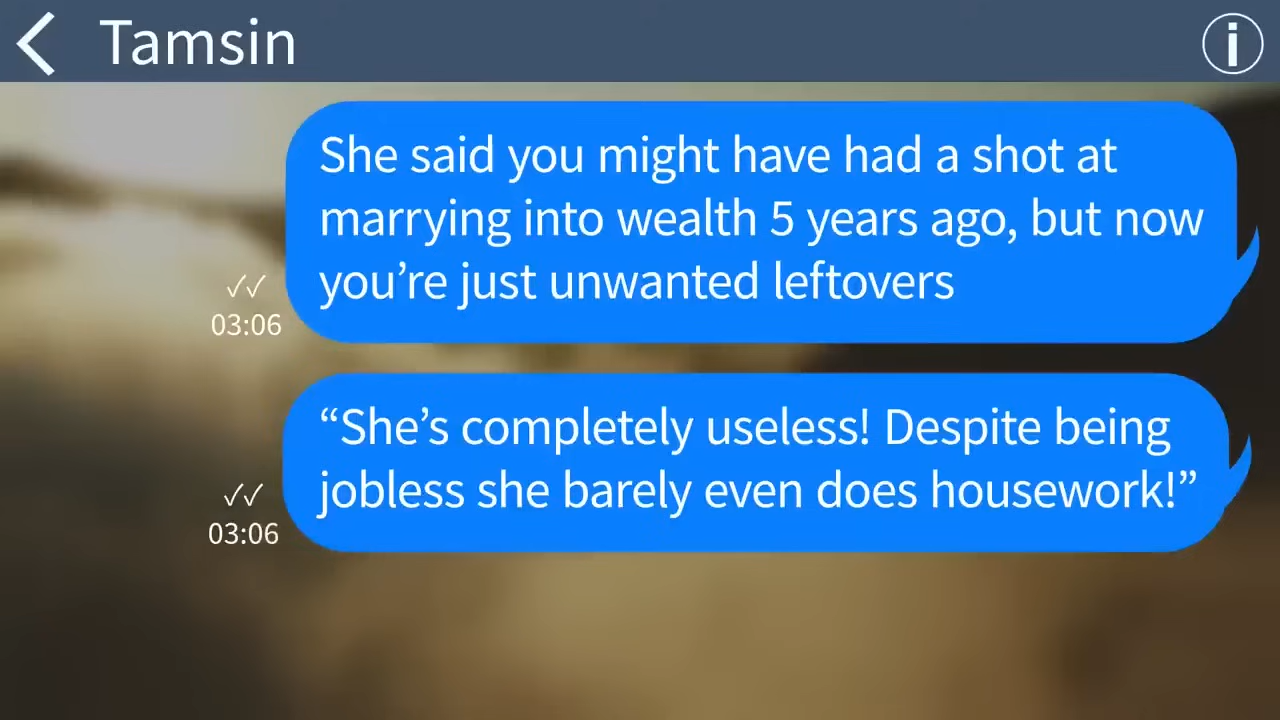 Tamsin
She said you might have had a shot at
marrying into wealth 5 years ago, but now
you’re just unwanted leftovers
✓✓
03:06
“She’s completely useless! Despite being
jobless she barely even does housework!”
✓✓
03:06